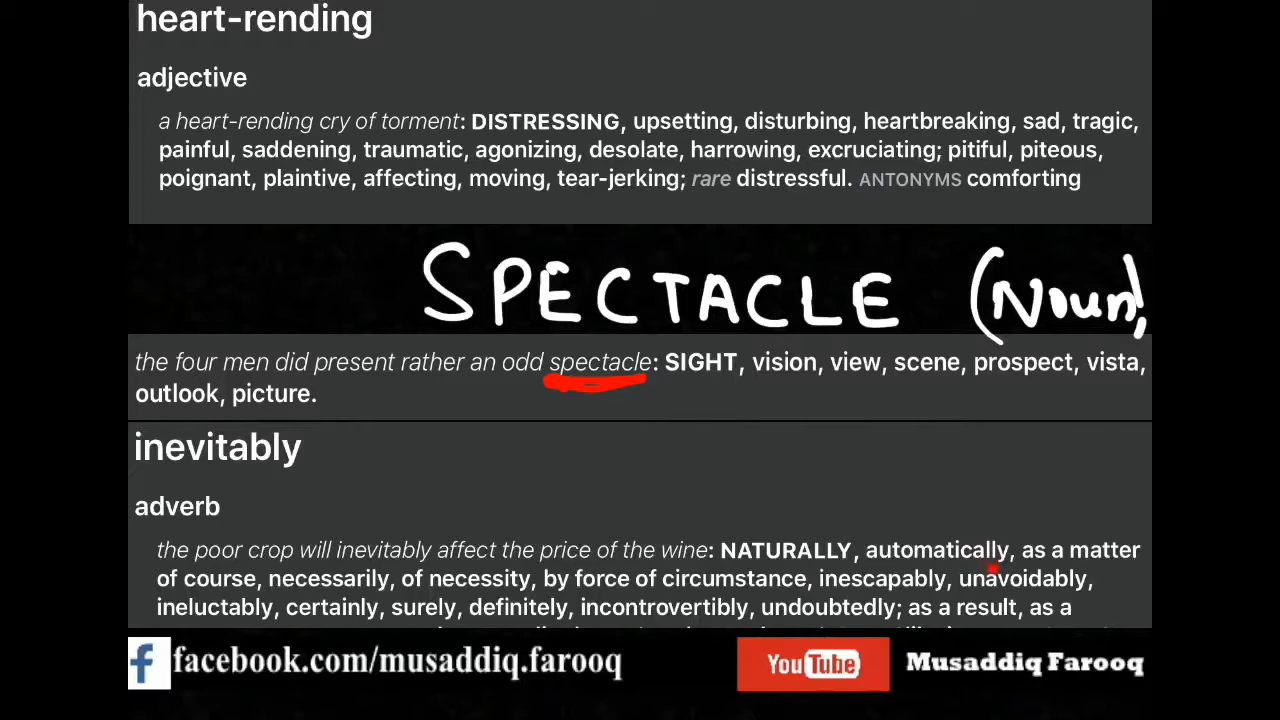 heart-rending
adjective
a heart-rending cry of torment: DISTRESSING, upsetting, disturbing, heartbreaking, sad, tragic,
painful, saddening, traumatic, agonizing, desolate, harrowing, excruciating; pitiful, piteous,
poignant, plaintive, affecting, moving, tear-jerking; rare distressful. ANTONYMS comforting
SPECTACLE (Noun)
the four men did present rather an odd spectacle: SIGHT, vision, view, scene, prospect, vista,
outlook, picture.
inevitably
adverb
the poor crop will inevitably affect the price of the wine: NATURALLY, automatically, as a matter
of course, necessarily, of necessity, by force of circumstance, inescapably, unavoidably,
ineluctably, certainly, surely, definitely, incontrovertibly, undoubtedly; as a result, as a
facebook.com/musaddiq.farooq
YouTube Musaddiq Farooq